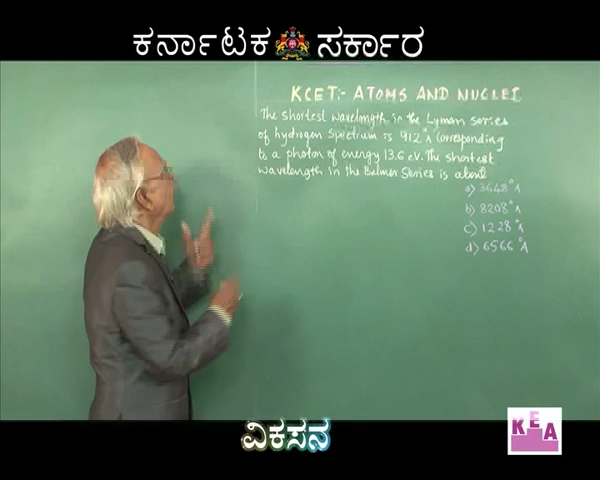 ಕರ್ನಾಟಕ ಸರ್ಕಾರ
KCET:- ATOMS AND NUCLEI
The shortest wavelength in the Lyman series
of hydrogen spectrum is 912°A corresponding
to a photon of energy 13.6 eV. The shortest
wavelength in the Balmer Series is about
a) 3648°A
b) 8208°A
c) 1228°A
d) 6566°A
ವಿಕಸನ
KEA